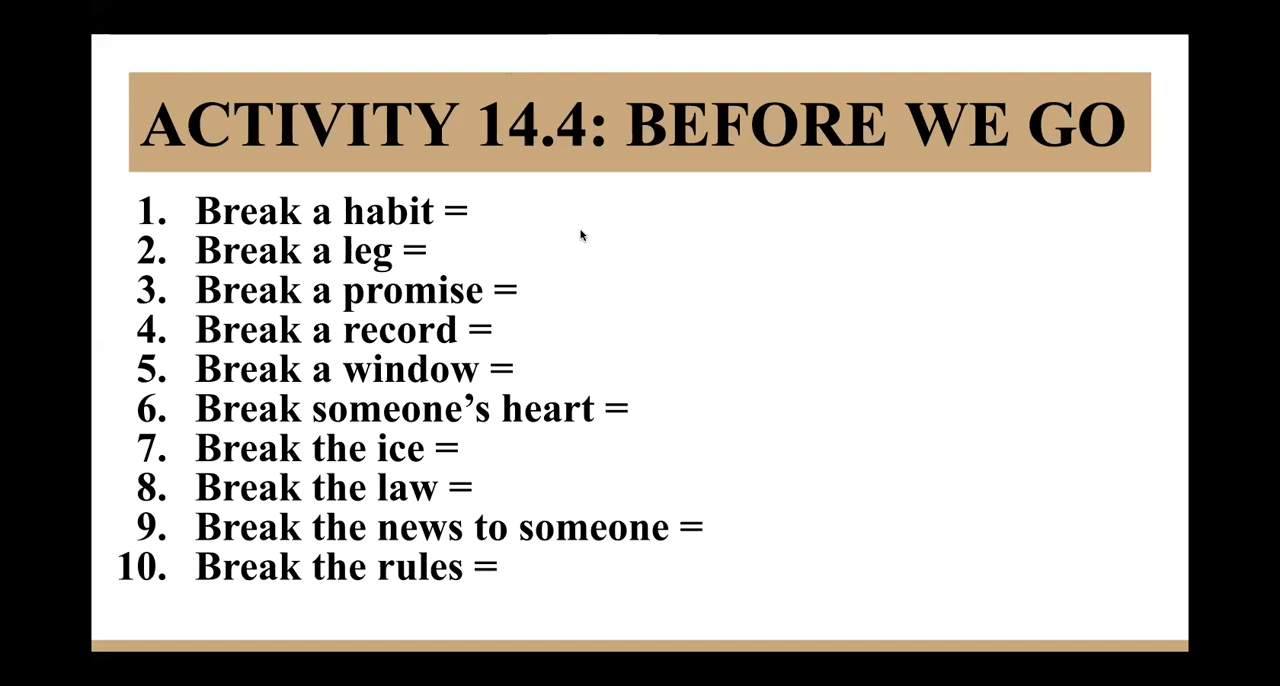 ACTIVITY 14.4: BEFORE WE GO
1. Break a habit =
2. Break a leg =
3. Break a promise =
4. Break a record =
5. Break a window =
6. Break someone’s heart =
7. Break the ice =
8. Break the law =
9. Break the news to someone =
10. Break the rules =